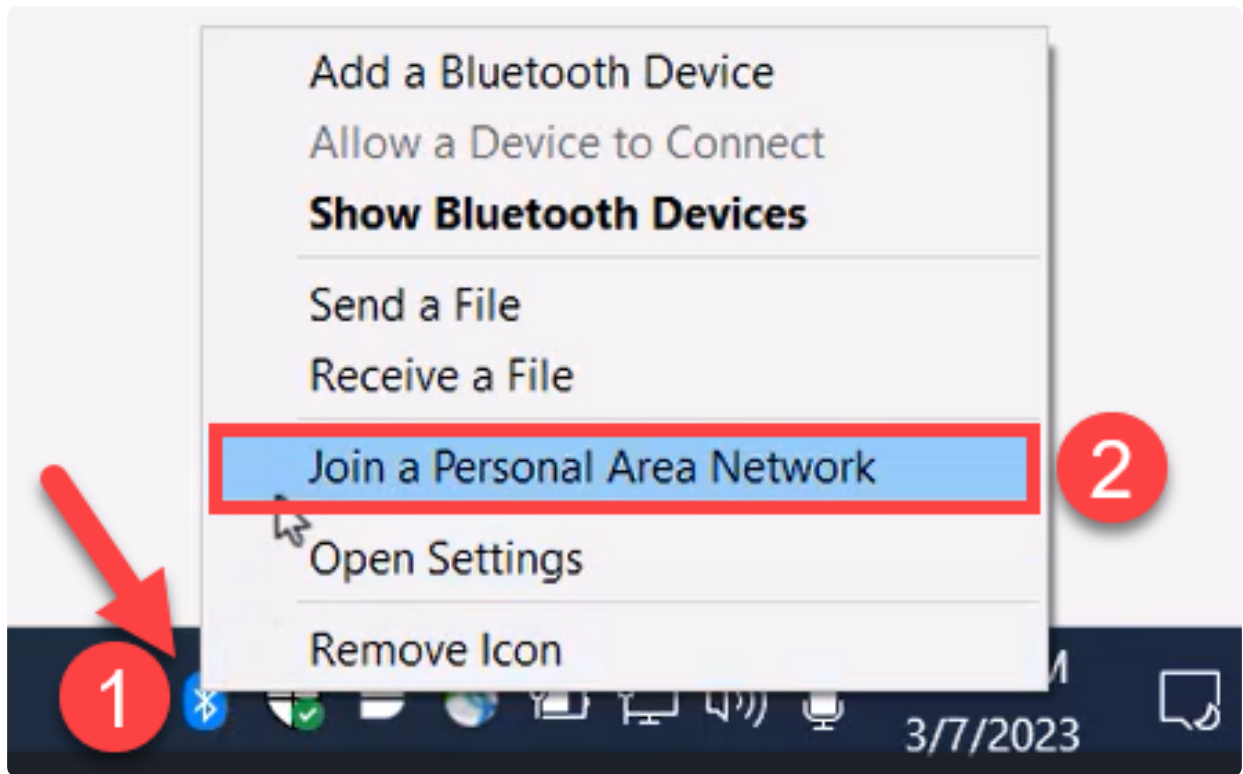 Add a Bluetooth Device
Allow a Device to Connect
Show Bluetooth Devices
Send a File
Receive a File
Join a Personal Area Network
2
Open Settings
Remove Icon
1
3/7/2023